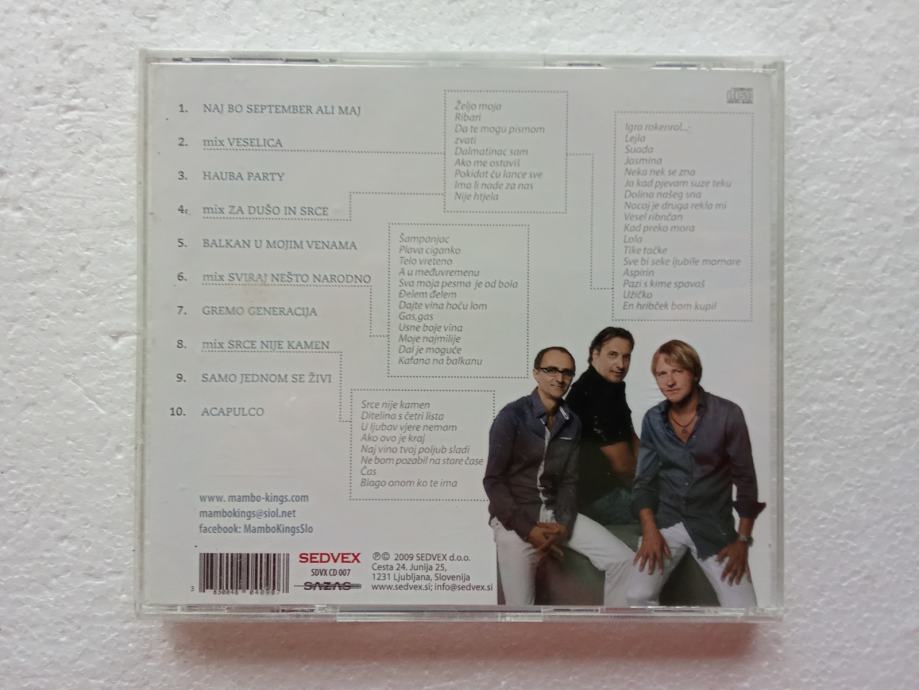 1. NAJ BO SEPTEMBER ALI MAJ
2. mix VESELICA
3. HAUBA PARTY
4. mix ZA DUŠO IN SRCE
5. BALKAN U MOJIM VENAMA
6. mix SVIRAJ NEŠTO NARODNO
7. GREMO GENERACIJA
8. mix SRCE NIJE KAMEN
9. SAMO JEDNOM SE ŽIVI
10. ACAPULCO
Željo moja
Ribari
Da te mogu pismom
zvati
Dalmatinac sam
Ako me ostaviš
Pokidat ću lance sve
Ima li nade za nas
Nije htjela
Igra rokenrol...
Lejla
Suada
Jasmina
Neka nek se zna
Ja kad pjevam suze teku
Dolina našeg sna
Nocoj je druga rekla mi
Vesel ribnčan
Kad preko mora
Lola
Tike tačke
Sve bi seke ljubile mornare
Aspirin
Pazi s kime spavaš
Užičko
En hribček bom kupil
Šampanjac
Plava ciganko
Telo vreteno
A u međuvremenu
Sva moja pesma je od bola
Đelem đelem
Dajte vina hoću lom
Gas,gas
Usne boje vina
Moje najmilije
Dal je moguće
Kafana na balkanu
Srce nije kamen
Ditelina s četri lista
U ljubav vjere nemam
Ako ovo je kraj
Naj vino tvoj poljub sladi
Ne bom pozabil na stare čase
Čas
Blago onom ko te ima
www. mambo-kings.com
mambokings@siol.net
facebook: MamboKingsSlo
SEDVEX
SDVX CD 007
SAZAS
℗© 2009 SEDVEX d.o.o.
Cesta 24. Junija 25,
1231 Ljubljana, Slovenija
www.sedvex.si; info@sedvex.si